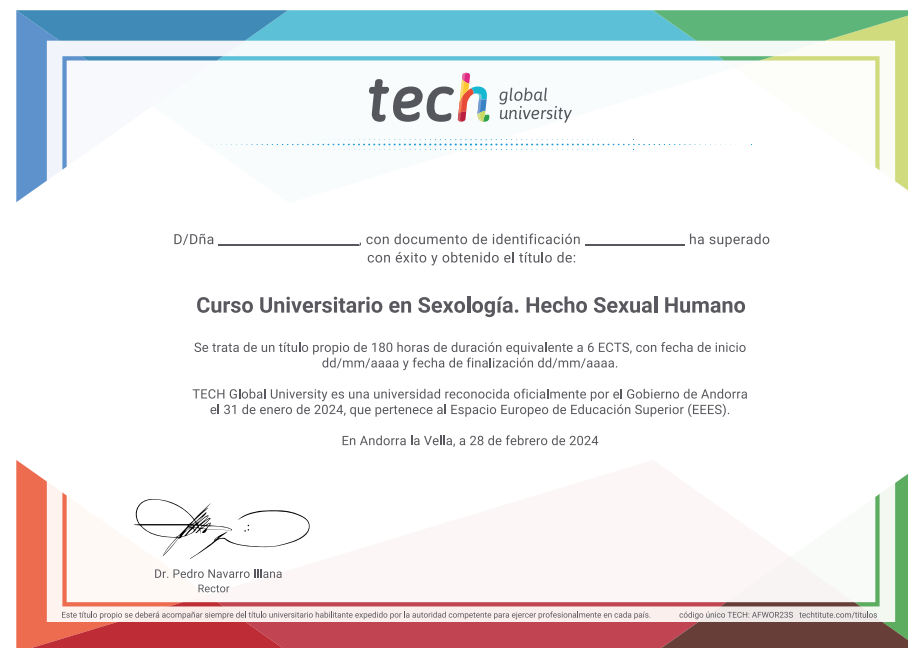 tech global university
D/Dña ____________, con documento de identificación ____________ ha superado
con éxito y obtenido el título de:
Curso Universitario en Sexología. Hecho Sexual Humano
Se trata de un título propio de 180 horas de duración equivalente a 6 ECTS, con fecha de inicio
dd/mm/aaaa y fecha de finalización dd/mm/aaaa.
TECH Global University es una universidad reconocida oficialmente por el Gobierno de Andorra
el 31 de enero de 2024, que pertenece al Espacio Europeo de Educación Superior (EEES).
En Andorra la Vella, a 28 de febrero de 2024
Dr. Pedro Navarro Illana
Rector
Este título propio se deberá acompañar siempre del título universitario habilitante expedido por la autoridad competente para ejercer profesionalmente en cada país. código único TECH: AFWOR23S techtitute.com/titulos